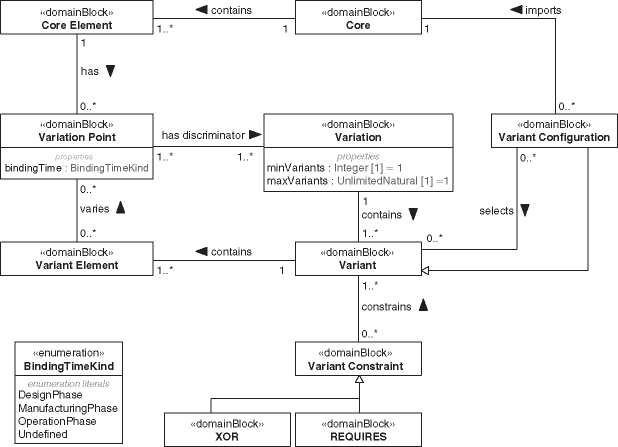 «domainBlock»
Core Element
◄ contains
1..*
1
«domainBlock»
Core
1
◄ imports
1
has ▼
0..*
0..*
«domainBlock»
Variation Point
properties
bindingTime : BindingTimeKind
has discriminator
1..*
1..*
«domainBlock»
Variation
properties
minVariants : Integer [1] = 1
maxVariants : UnlimitedNatural [1] =1
«domainBlock»
Variant Configuration
0..*
varies ▲
0..*
1
contains ▼
1..*
0..*
selects ▼
0..*
«domainBlock»
Variant Element
◄ contains
1..*
1
«domainBlock»
Variant
1..*
constrains ▲
0..*
«enumeration»
BindingTimeKind
enumeration literals
DesignPhase
ManufacturingPhase
OperationPhase
Undefined
«domainBlock»
Variant Constraint
«domainBlock»
XOR
«domainBlock»
REQUIRES